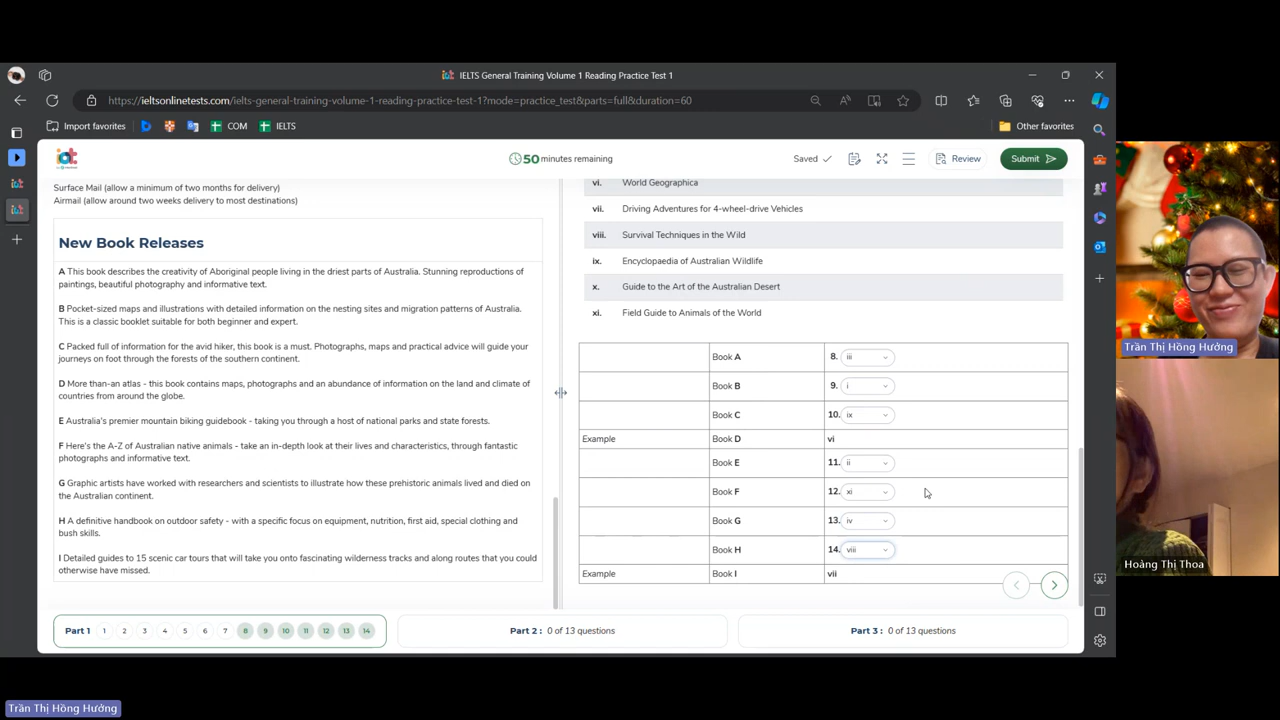 IELTS General Training Volume 1 Reading Practice Test 1
https://ieltsonlinetests.com/ielts-general-training-volume-1-reading-practice-test-1?mode=practice_test&parts=full&duration=60
Import favorites
COM
IELTS
Other favorites
iot
50 minutes remaining
Saved
Review
Submit
Surface Mail (allow a minimum of two months for delivery)
Airmail (allow around two weeks delivery to most destinations)
New Book Releases
A This book describes the creativity of Aboriginal people living in the driest parts of Australia. Stunning reproductions of
paintings, beautiful photography and informative text.
B Pocket-sized maps and illustrations with detailed information on the nesting sites and migration patterns of Australia.
This is a classic booklet suitable for both beginner and expert.
C Packed full of information for the avid hiker, this book is a must. Photographs, maps and practical advice will guide your
journeys on foot through the forests of the southern continent.
D More than-an atlas - this book contains maps, photographs and an abundance of information on the land and climate of
countries from around the globe.
E Australia's premier mountain biking guidebook - taking you through a host of national parks and state forests.
F Here's the A-Z of Australian native animals - take an in-depth look at their lives and characteristics, through fantastic
photographs and informative text.
G Graphic artists have worked with researchers and scientists to illustrate how these prehistoric animals lived and died on
the Australian continent.
H A definitive handbook on outdoor safety - with a specific focus on equipment, nutrition, first aid, special clothing and
bush skills.
I Detailed guides to 15 scenic car tours that will take you onto fascinating wilderness tracks and along routes that you could
otherwise have missed.
vi. World Geographica
vii. Driving Adventures for 4-wheel-drive Vehicles
viii. Survival Techniques in the Wild
ix. Encyclopaedia of Australian Wildlife
x. Guide to the Art of the Australian Desert
xi. Field Guide to Animals of the World
Book A 8. iii
Book B 9. i
Book C 10. ix
Example Book D vi
Book E 11. ii
Book F 12. xi
Book G 13. iv
Book H 14. viii
Example Book I vii
Part 1 1 2 3 4 5 6 7 8 9 10 11 12 13 14
Part 2 : 0 of 13 questions
Part 3 : 0 of 13 questions
Trần Thị Hồng Hưởng
Hoàng Thị Thoa
Trần Thị Hồng Hưởng